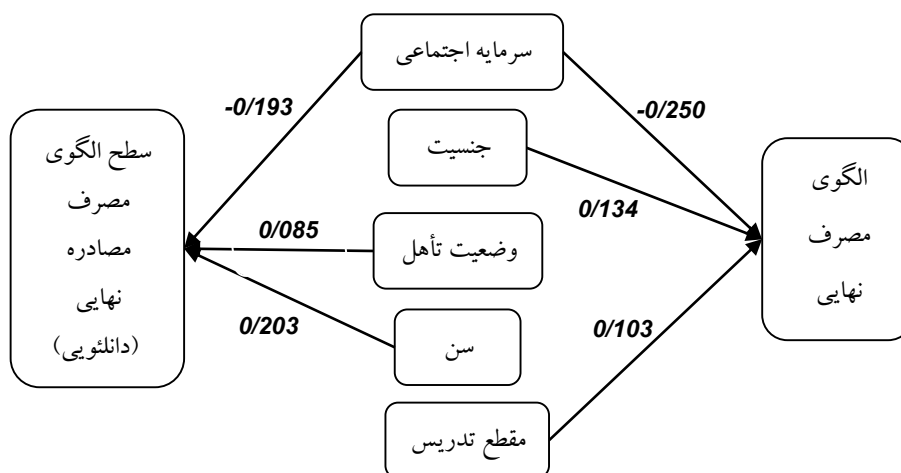 سرمایه اجتماعی
-0/193
-0/250
جنسیت
سطح الگوی
مصرف
مصادره
نهایی
(دانلئویی)
الگوی
مصرف
نهایی
0/134
0/085
وضعیت تأهل
0/203
سن
0/103
مقطع تدریس